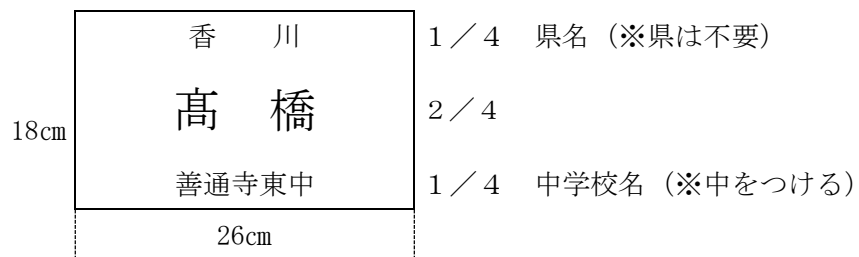 香　川　１／４　県名（※県は不要）
髙　橋　２／４
18㎝
善通寺東中　１／４　中学校名（※中をつける）
26㎝